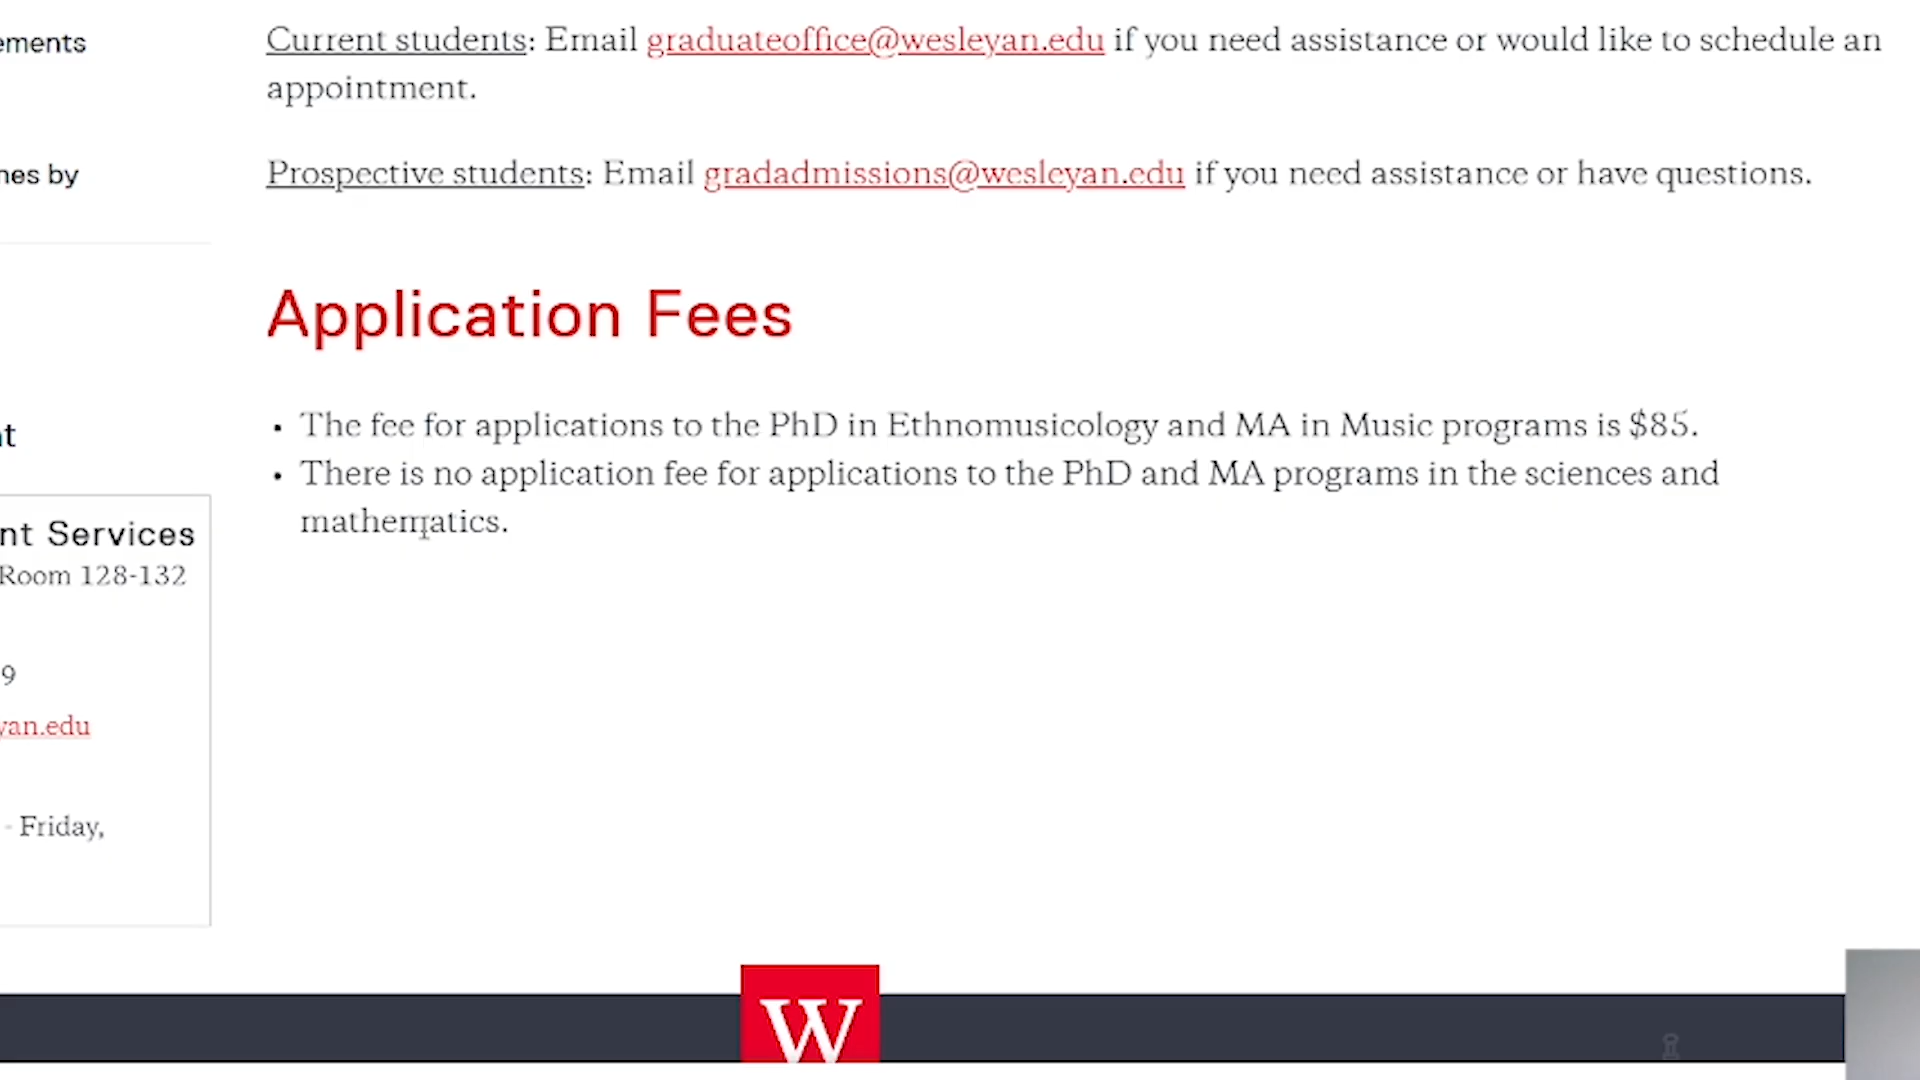 ements
Current students: Email graduateoffice@wesleyan.edu if you need assistance or would like to schedule an
appointment.
nes by
Prospective students: Email gradadmissions@wesleyan.edu if you need assistance or have questions.
Application Fees
• The fee for applications to the PhD in Ethnomusicology and MA in Music programs is $85.
• There is no application fee for applications to the PhD and MA programs in the sciences and
mathematics.
nt Services
Room 128-132
9
yan.edu
- Friday,
W